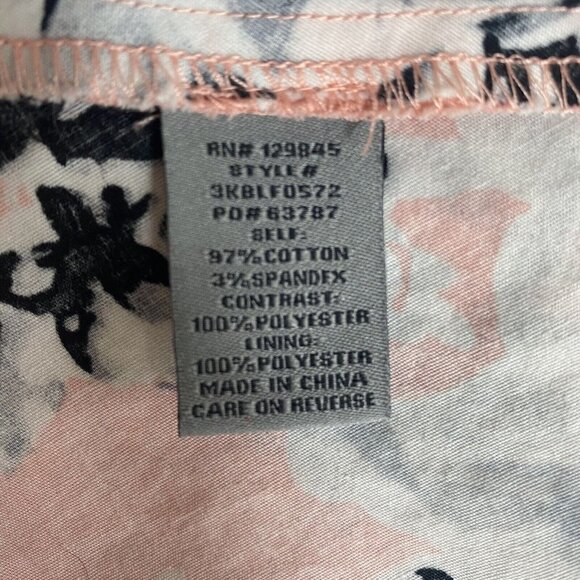 RN# 129845
STYLE#
3KBLF0572
PO# 63787
SELF:
97%COTTON
3%SPANDEX
CONTRAST:
100%POLYESTER
LINING:
100%POLYESTER
MADE IN CHINA
CARE ON REVERSE